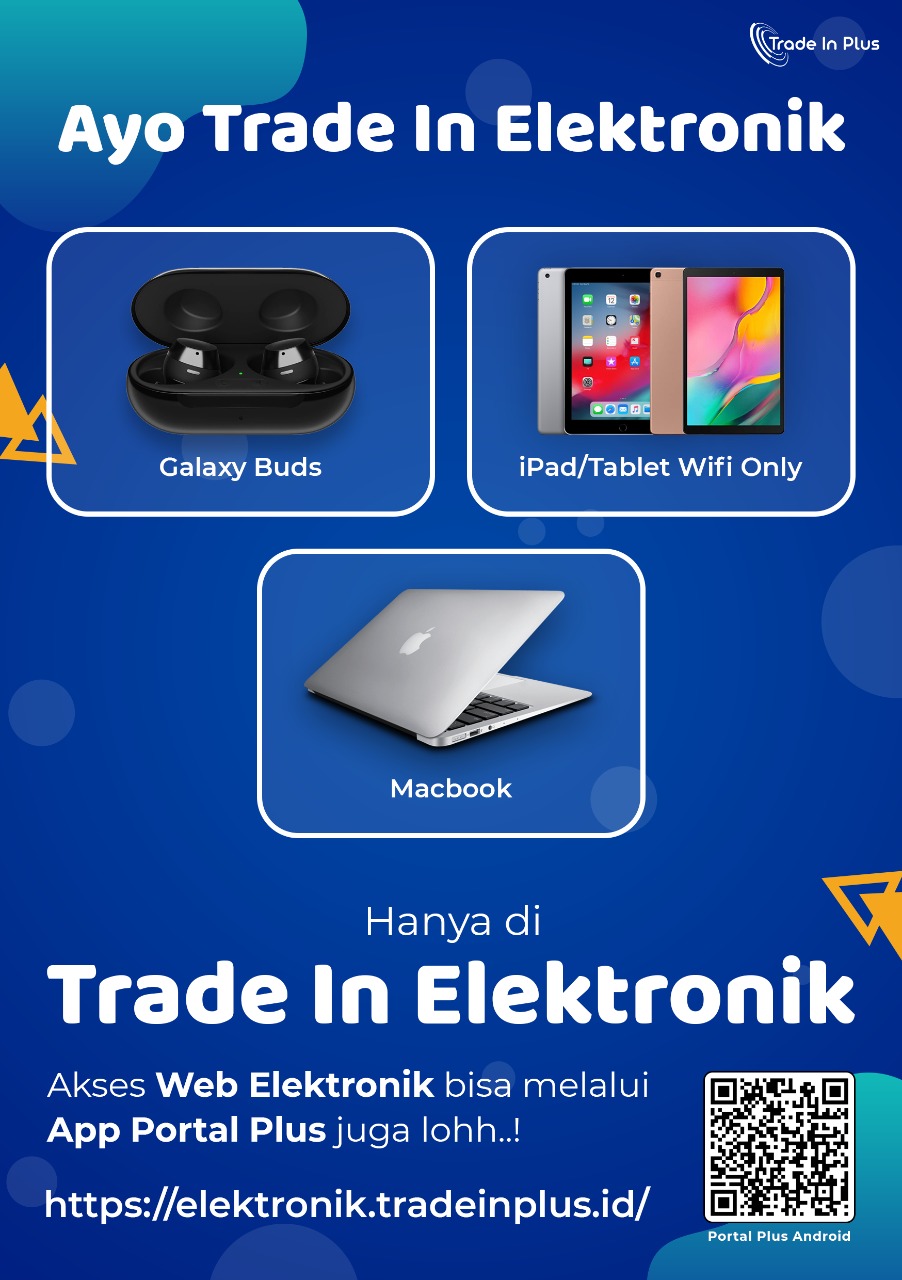 Trade In Plus
Ayo Trade In Elektronik
Galaxy Buds
iPad/Tablet Wifi Only
Macbook
Hanya di
Trade In Elektronik
Akses Web Elektronik bisa melalui
App Portal Plus juga lohh..!
https://elektronik.tradeinplus.id/
Portal Plus Android